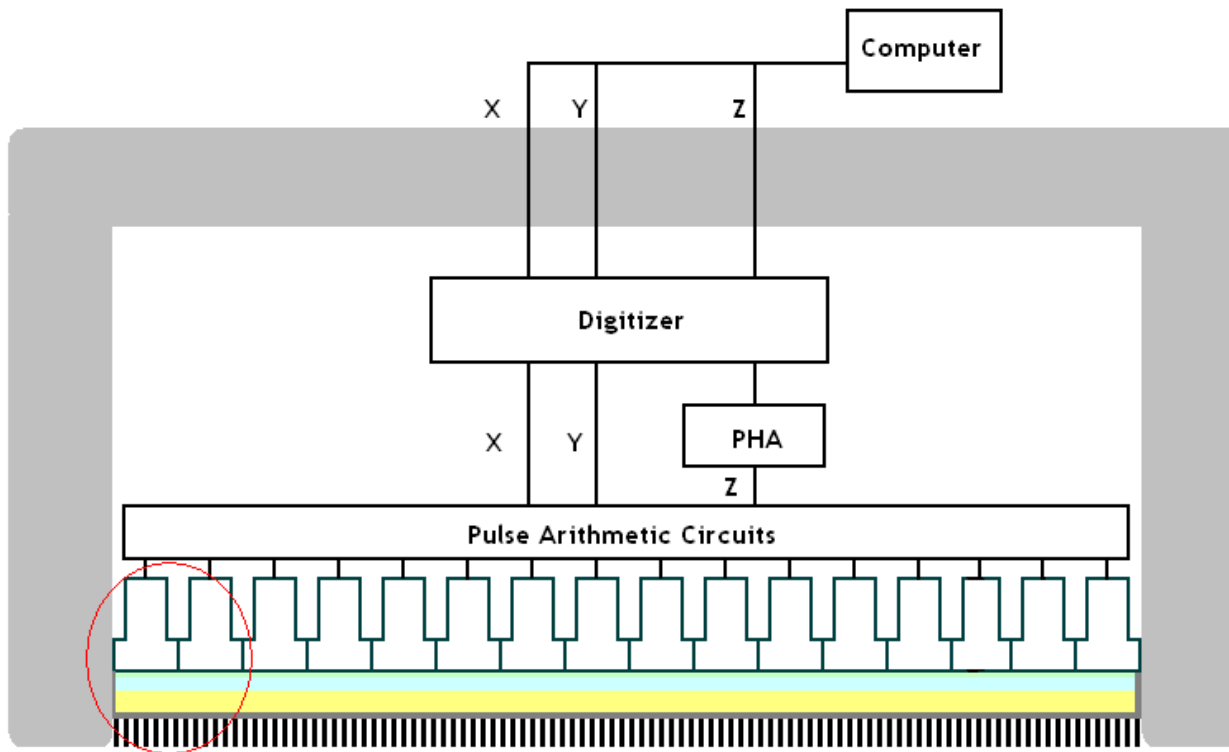 Computer
X Y Z
Digitizer
X Y PHA
Z
Pulse Arithmetic Circuits